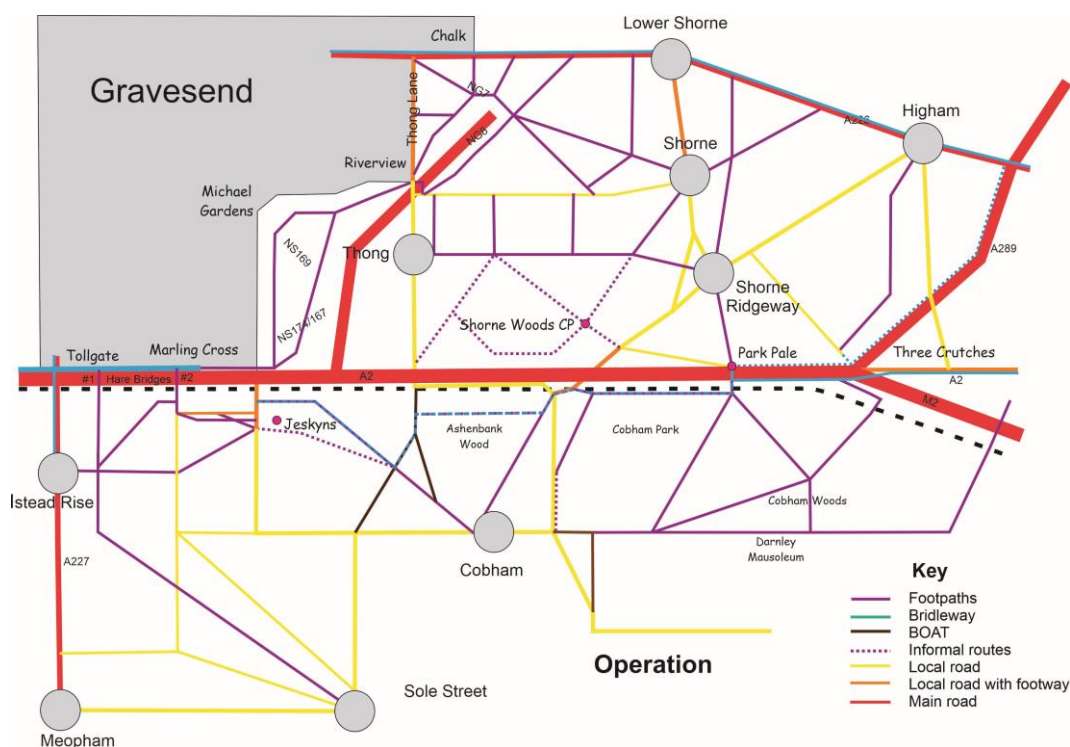 Lower Shorne
Chalk
Gravesend
Thong Lane
NG7
NG8
A226
Higham
Shorne
Riverview
Michael
Gardens
NS169
Thong
A289
Shorne
Ridgeway
NS174/167
Shorne Woods CP
Tollgate
Marling Cross
Park Pale
Three Crutches
#1
Hare Bridges
#2
A2
A2
M2
Jeskyns
Ashenbank
Wood
Cobham Park
Istead Rise
Cobham Woods
Darnley
Mausoleum
A227
Cobham
Key
Footpaths
Bridleway
BOAT
Informal routes
Local road
Local road with footway
Main road
Operation
Sole Street
Meopham